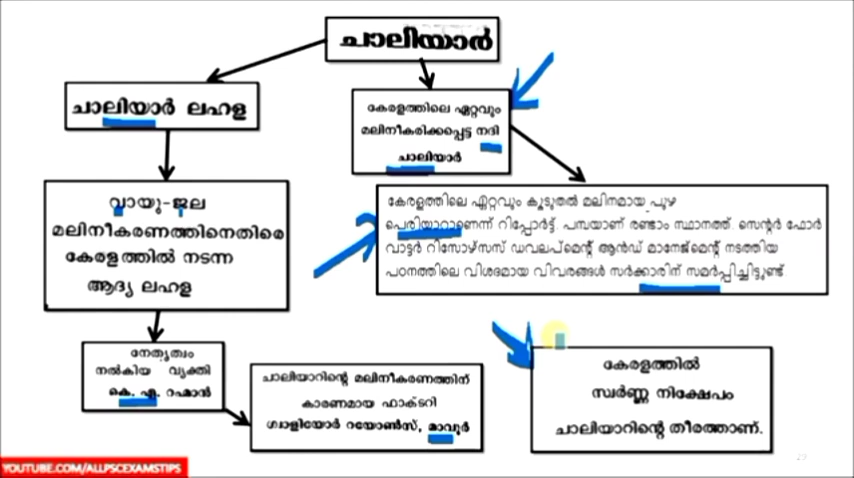 ചാലിയാർ
ചാലിയാർ ലഹള
കേരളത്തിലെ ഏറ്റവും
മലിനീകരിക്കപ്പെട്ട നദി
ചാലിയാർ
വായു-ജല
മലിനീകരണത്തിനെതിരെ
കേരളത്തിൽ നടന്ന
ആദ്യ ലഹള
കേരളത്തിലെ ഏറ്റവും കൂടുതൽ മലിനമായ പുഴ
പെരിയാറാണെന്ന് റിപ്പോർട്ട്. പമ്പയാണ് രണ്ടാം സ്ഥാനത്ത്. സെന്റർ ഫോർ
വാട്ടർ റിസോഴ്സസ് ഡവലപ്മെന്റ് ആൻഡ് മാനേജ്മെന്റ് നടത്തിയ
പഠനത്തിലെ വിശദമായ വിവരങ്ങൾ സർക്കാരിന് സമർപ്പിച്ചിട്ടുണ്ട്
നേതൃത്വം
നൽകിയ വ്യക്തി
കെ. എ. റഹ്മാൻ
ചാലിയാറിന്റെ മലിനീകരണത്തിന്
കാരണമായ ഫാക്ടറി
ഗ്വാളിയോർ റയോൺസ്, മാവൂർ
കേരളത്തിൽ
സ്വർണ്ണ നിക്ഷേപം
ചാലിയാറിന്റെ തീരത്താണ്.
YOUTUBE.COM/ALLPSCEXAMSTIPS